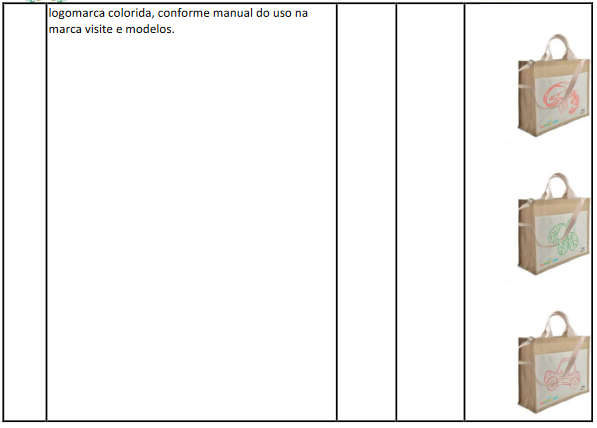 logomarca colorida, conforme manual do uso na
marca visite e modelos.